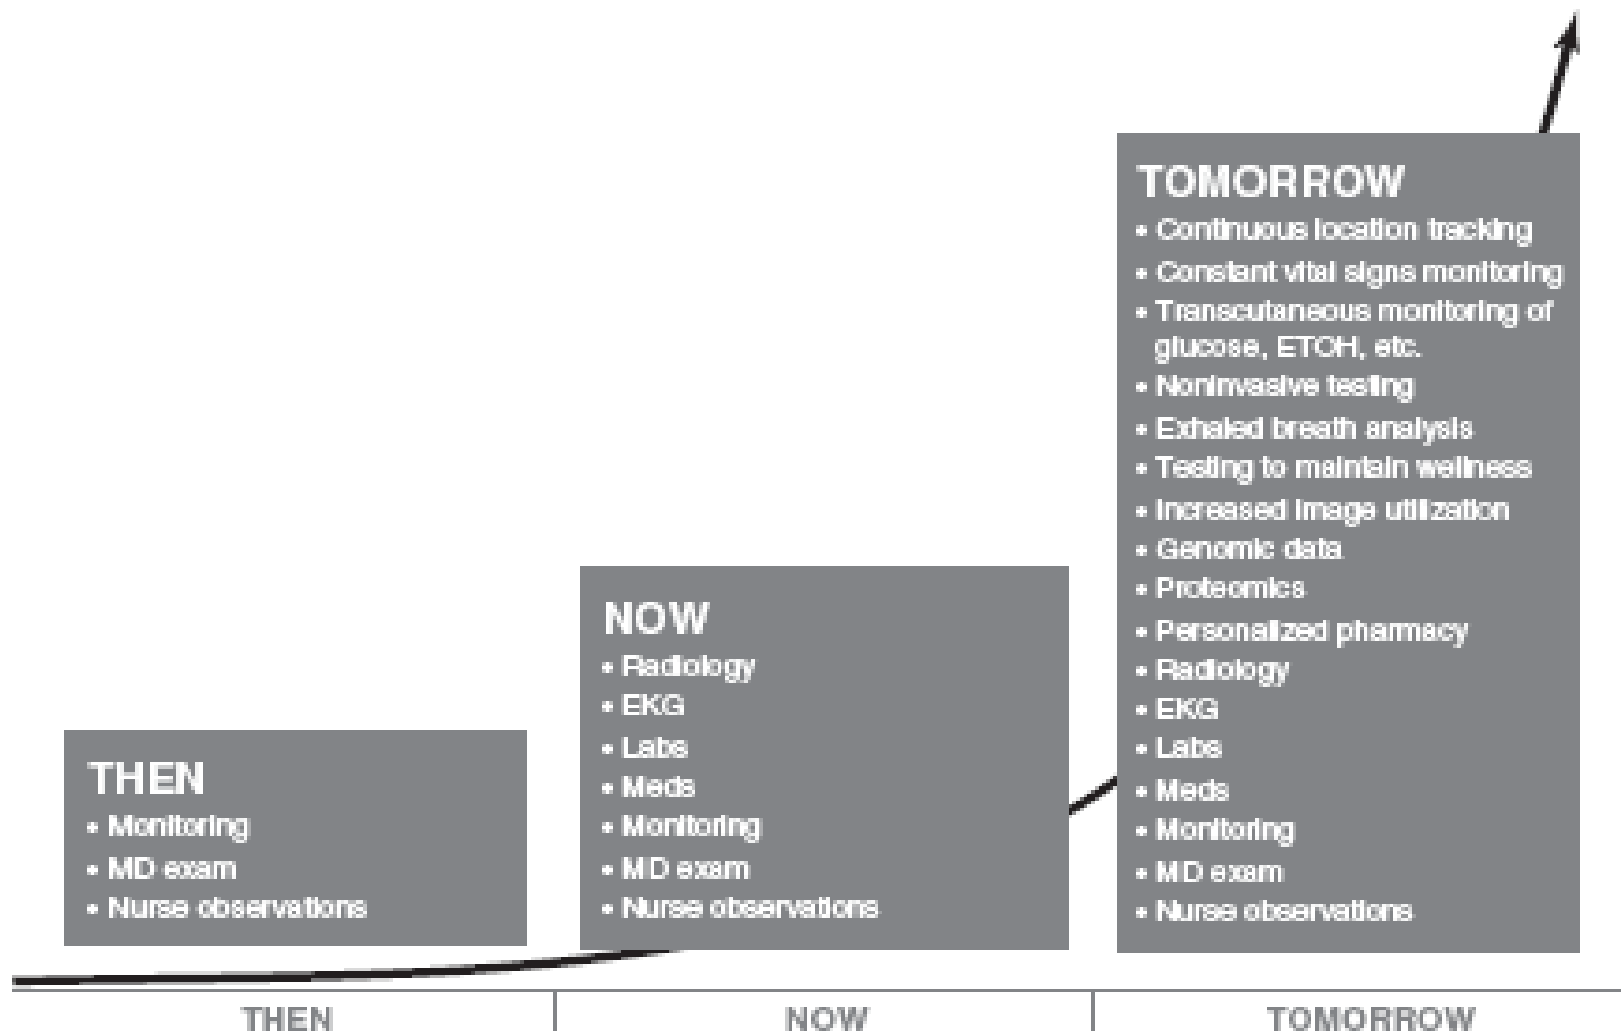 THEN
• Monitoring
• MD exam
• Nurse observations
NOW
• Radiology
• EKG
• Labs
• Meds
• Monitoring
• MD exam
• Nurse observations
TOMORROW
• Continuous location tracking
• Constant vital signs monitoring
• Transcutaneous monitoring of
glucose, ETOH, etc.
• Noninvasive testing
• Exhaled breath analysis
• Testing to maintain wellness
• Increased image utilization
• Genomic data
• Proteomics
• Personalized pharmacy
• Radiology
• EKG
• Labs
• Meds
• Monitoring
• MD exam
• Nurse observations
THEN
NOW
TOMORROW